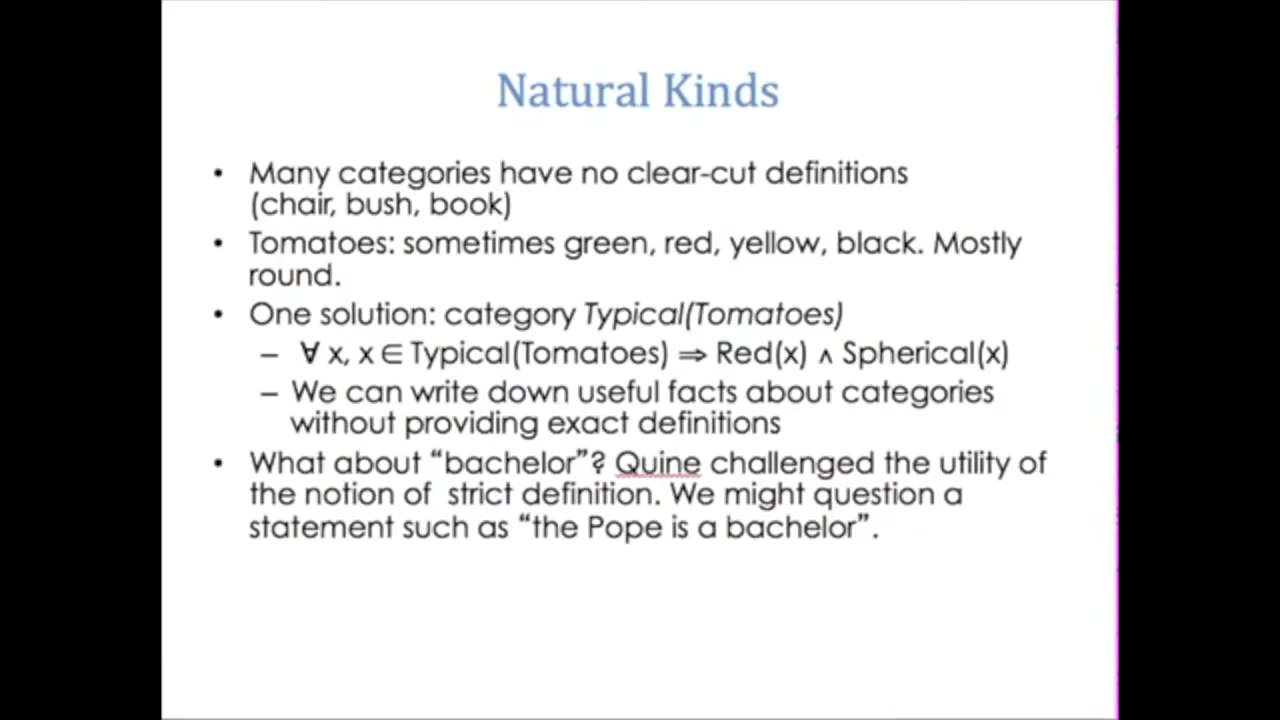 Natural Kinds
• Many categories have no clear-cut definitions
(chair, bush, book)
• Tomatoes: sometimes green, red, yellow, black. Mostly
round.
• One solution: category Typical(Tomatoes)
– ∀ x, x ∈ Typical(Tomatoes) ⇒ Red(x) ∧ Spherical(x)
– We can write down useful facts about categories
without providing exact definitions
• What about “bachelor”? Quine challenged the utility of
the notion of strict definition. We might question a
statement such as “the Pope is a bachelor”.